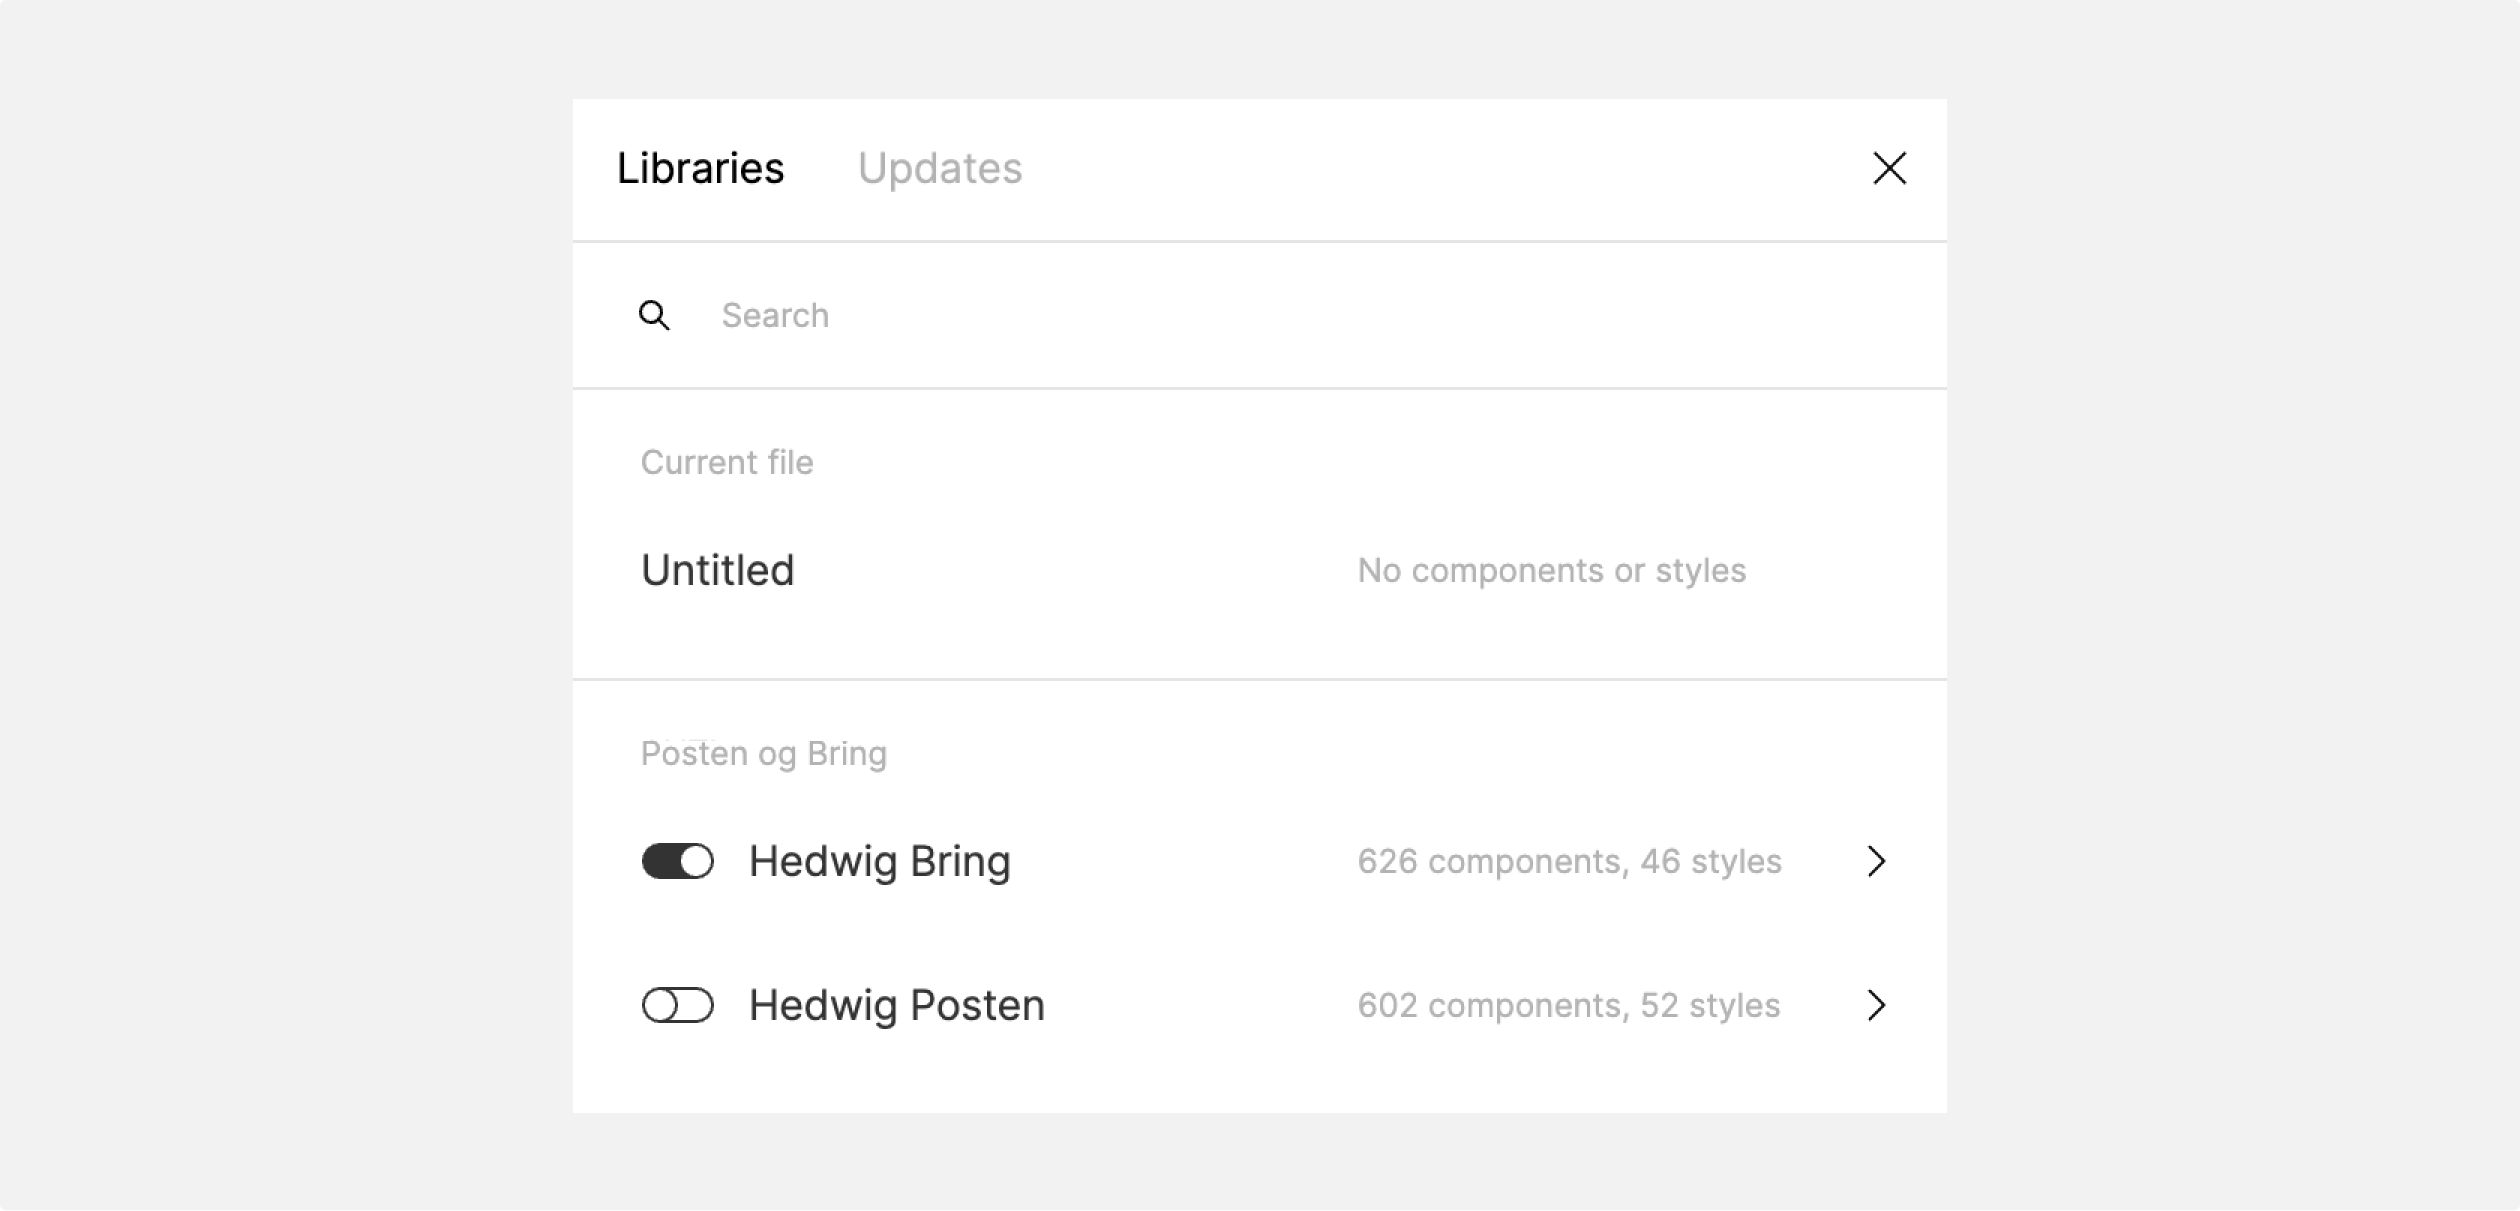 Libraries Updates
Search
Current file
Untitled No components or styles
Posten og Bring
Hedwig Bring 626 components, 46 styles
Hedwig Posten 602 components, 52 styles